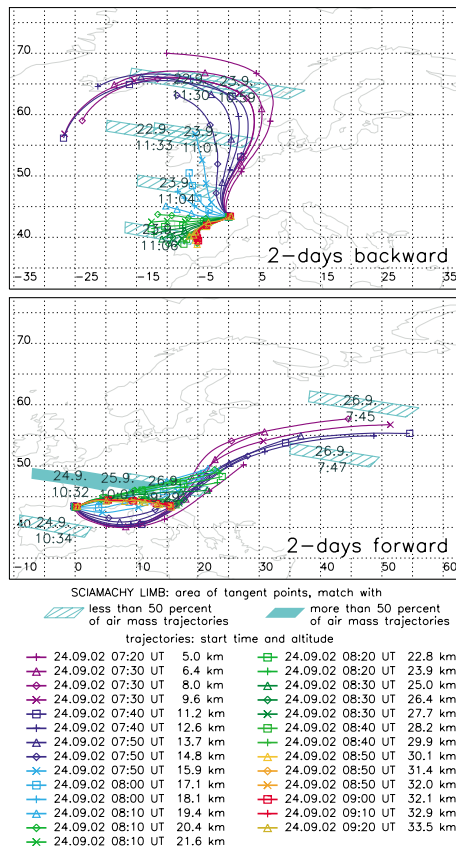 70
60
50
40
22.9.
11:30
23.9.
10:59
22.9.
11:33
23.9.
11:01
23.9.
11:04
23.9.
11:06
2-days backward
-35 -25 -15 -5 5 15 25 35
70
60
50
40
26.9.
7:45
26.9.
7:47
24.9.
10:32
25.9.
10:01
26.9.
24.9.
10:34
2-days forward
-10 0 10 20 30 40 50 60
SCIAMACHY LIMB: area of tangent points, match with
less than 50 percent
of air mass trajectories
more than 50 percent
of air mass trajectories
trajectories: start time and altitude
24.09.02 07:20 UT 5.0 km
24.09.02 07:30 UT 6.4 km
24.09.02 07:30 UT 8.0 km
24.09.02 07:30 UT 9.6 km
24.09.02 07:40 UT 11.2 km
24.09.02 07:40 UT 12.6 km
24.09.02 07:50 UT 13.7 km
24.09.02 07:50 UT 14.8 km
24.09.02 07:50 UT 15.9 km
24.09.02 08:00 UT 17.1 km
24.09.02 08:00 UT 18.1 km
24.09.02 08:10 UT 19.4 km
24.09.02 08:10 UT 20.4 km
24.09.02 08:10 UT 21.6 km
24.09.02 08:20 UT 22.8 km
24.09.02 08:20 UT 23.9 km
24.09.02 08:30 UT 25.0 km
24.09.02 08:30 UT 26.4 km
24.09.02 08:30 UT 27.7 km
24.09.02 08:40 UT 28.2 km
24.09.02 08:40 UT 29.9 km
24.09.02 08:50 UT 30.1 km
24.09.02 08:50 UT 31.4 km
24.09.02 08:50 UT 32.0 km
24.09.02 09:00 UT 32.1 km
24.09.02 09:10 UT 32.9 km
24.09.02 09:20 UT 33.5 km